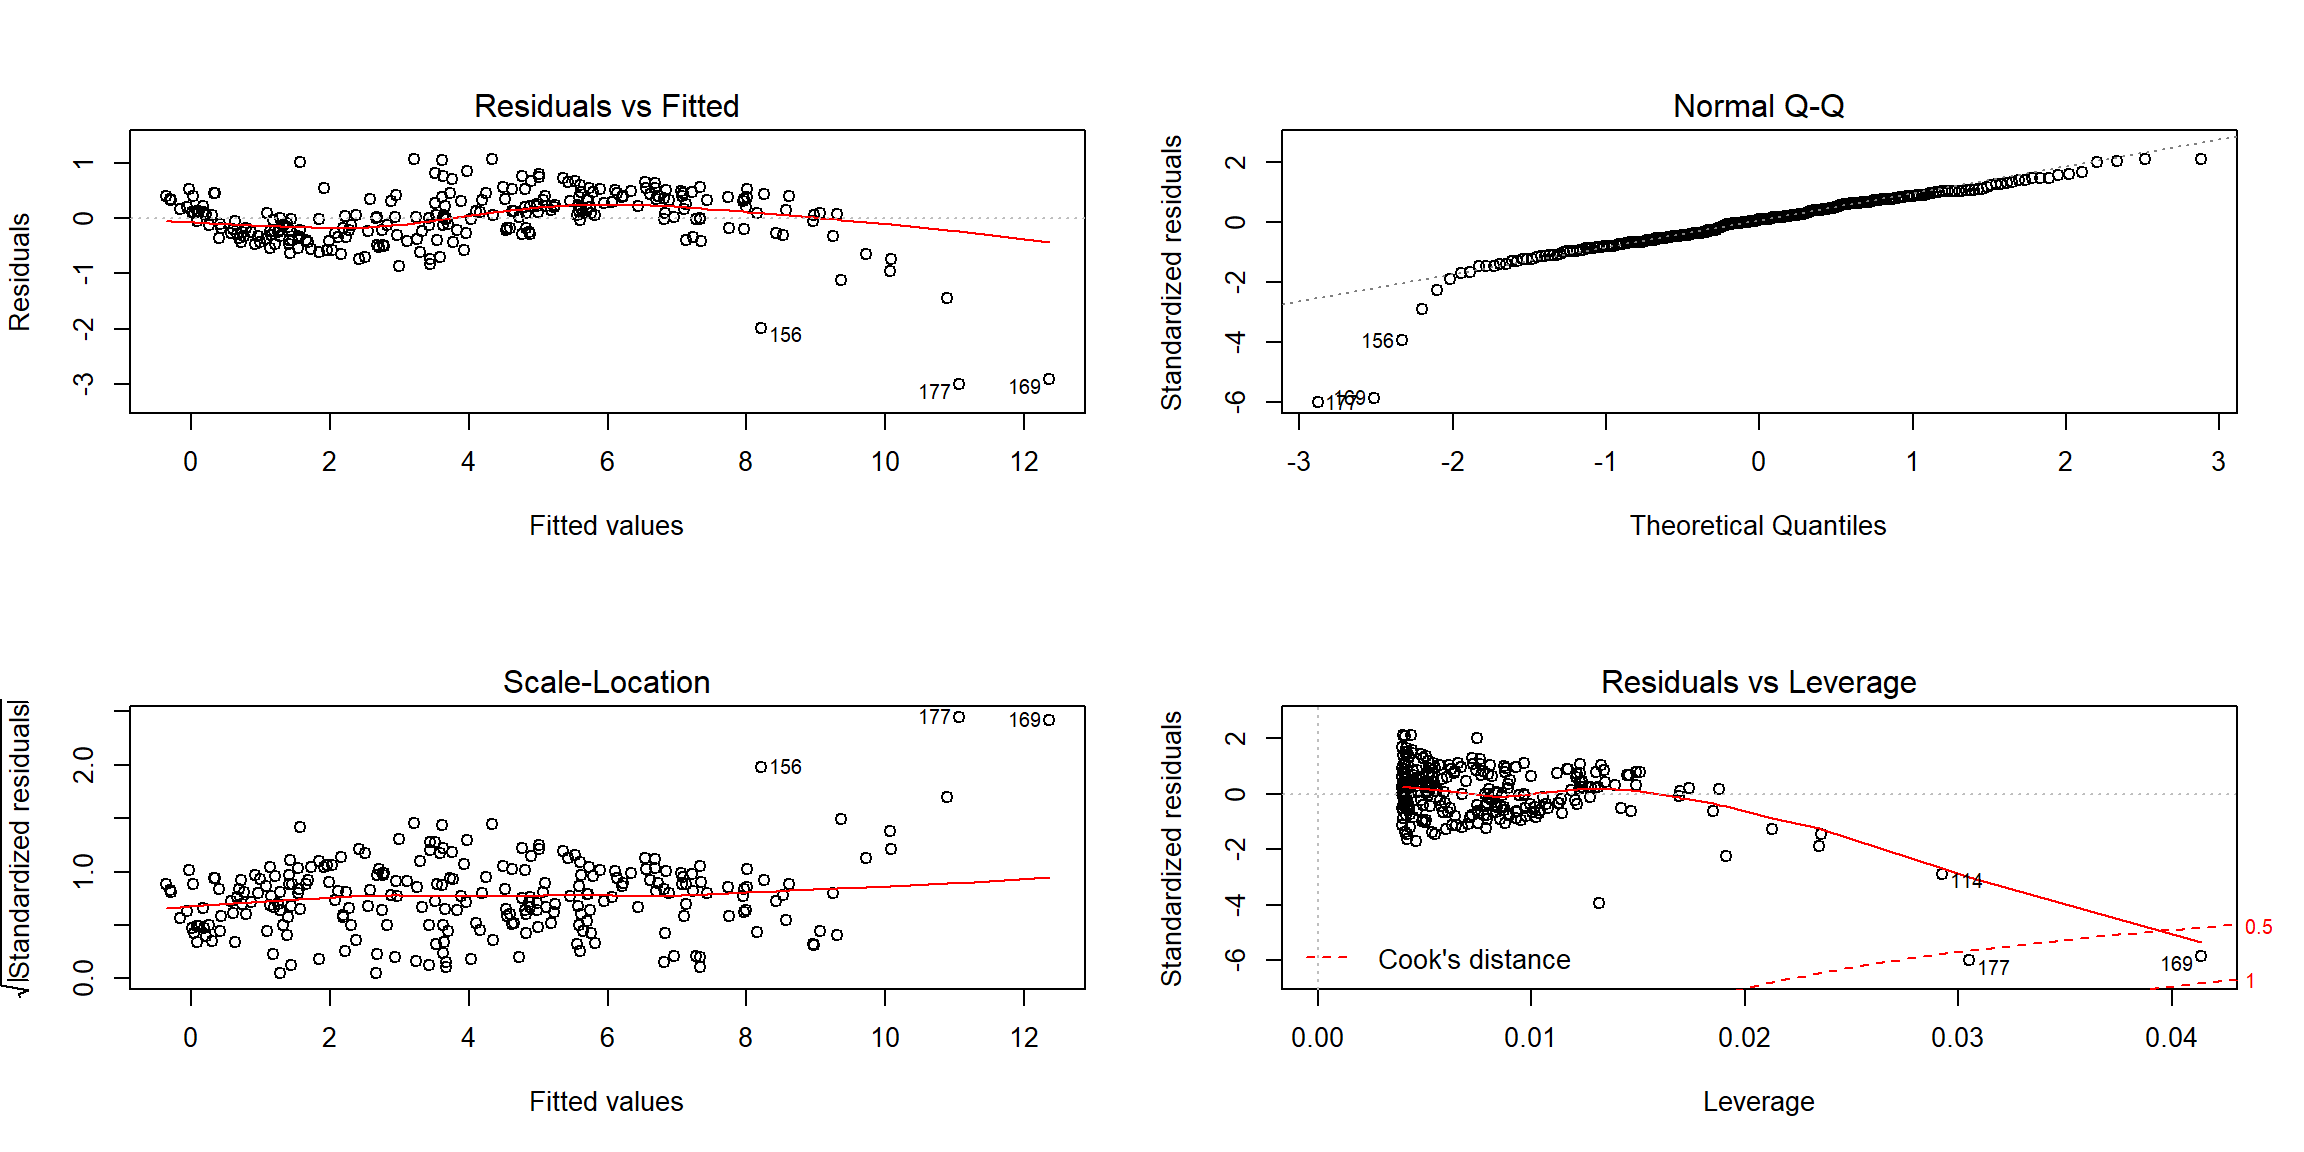 Residuals vs Fitted
Residuals
1
0
-1
-2
-3
156
177
169
0 2 4 6 8 10 12
Fitted values
Normal Q-Q
Standardized residuals
2
0
-2
-4
-6
156
177
169
-3 -2 -1 0 1 2 3
Theoretical Quantiles
Scale-Location
√|Standardized residuals|
2.0
1.0
0.0
177
169
156
0 2 4 6 8 10 12
Fitted values
Residuals vs Leverage
Standardized residuals
2
0
-2
-4
-6
114
0.5
Cook's distance
177
169
1
0.00 0.01 0.02 0.03 0.04
Leverage